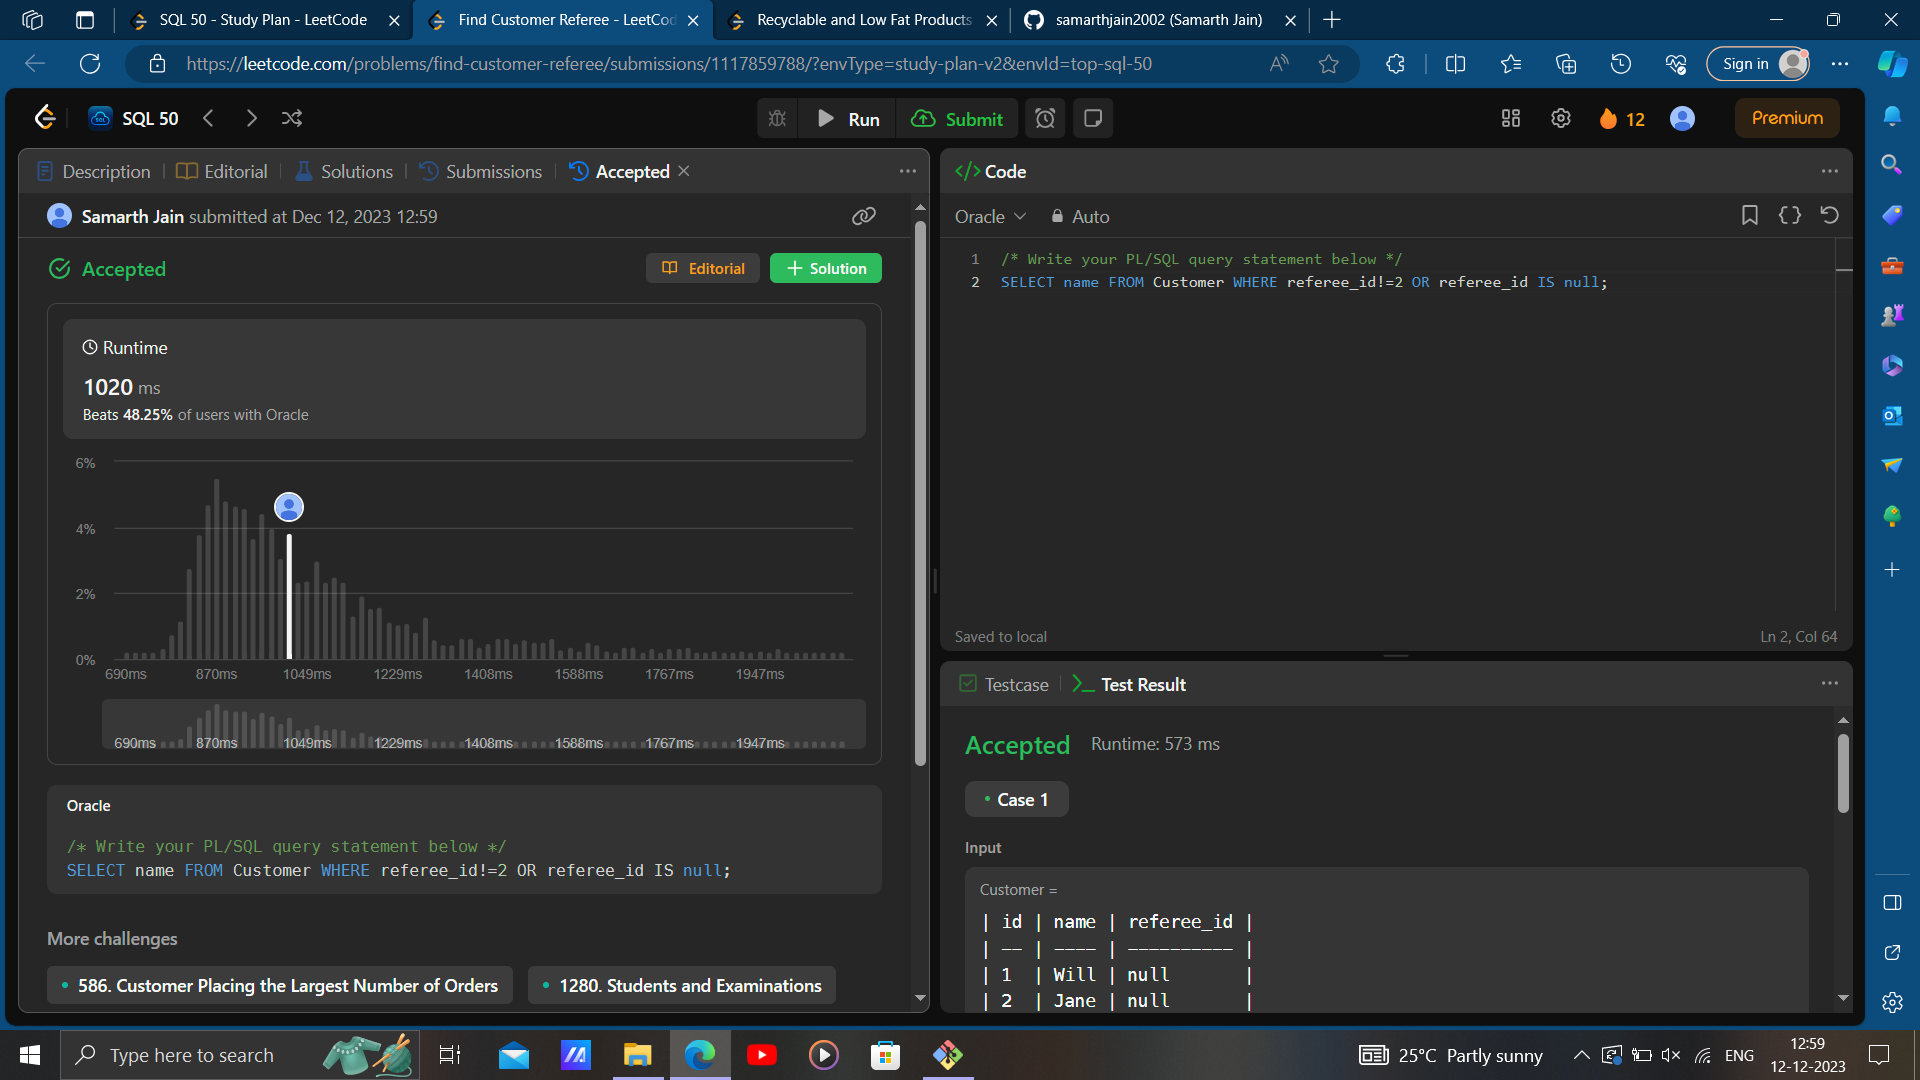 SQL 50 - Study Plan - LeetCode
Find Customer Referee - LeetCod
Recyclable and Low Fat Products
samarthjain2002 (Samarth Jain)
https://leetcode.com/problems/find-customer-referee/submissions/1117859788/?envType=study-plan-v2&envId=top-sql-50
Sign in
SQL 50
Run
Submit
12
Premium
Description
Editorial
Solutions
Submissions
Accepted
Samarth Jain submitted at Dec 12, 2023 12:59
Accepted
Editorial
Solution
Runtime
1020 ms
Beats 48.25% of users with Oracle
6%
4%
2%
0%
690ms 870ms 1049ms 1229ms 1408ms 1588ms 1767ms 1947ms
690ms 870ms 1049ms 1229ms 1408ms 1588ms 1767ms 1947ms
Oracle
/* Write your PL/SQL query statement below */
SELECT name FROM Customer WHERE referee_id!=2 OR referee_id IS null;
More challenges
586. Customer Placing the Largest Number of Orders
1280. Students and Examinations
</> Code
Oracle
Auto
1 /* Write your PL/SQL query statement below */
2 SELECT name FROM Customer WHERE referee_id!=2 OR referee_id IS null;
Saved to local
Ln 2, Col 64
Testcase
Test Result
Accepted
Runtime: 573 ms
Case 1
Input
Customer =
| id | name | referee_id |
| -- | ---- | ---------- |
| 1 | Will | null |
| 2 | Jane | null |
Type here to search
25°C Partly sunny
ENG
12:59
12-12-2023